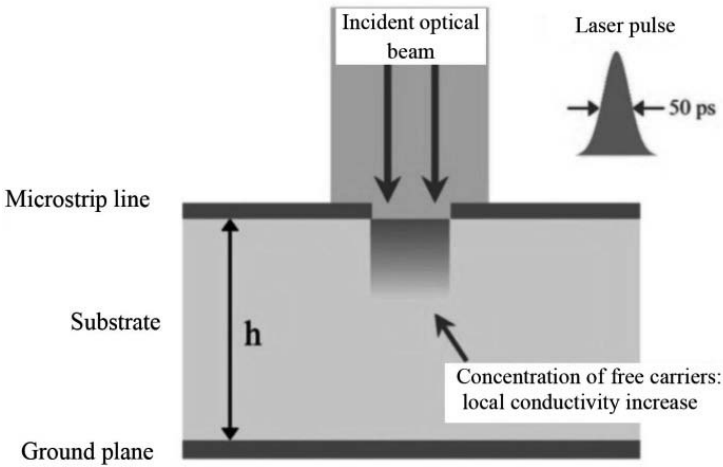 Incident optical
beam
Laser pulse
50 ps
Microstrip line
Substrate
h
Concentration of free carriers:
local conductivity increase
Ground plane